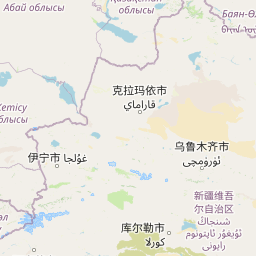 Абай облысы
Қазақстан
облысы
Баян-Өл
克拉玛依市
قاراماي
облысы
伊宁市 غۇلجا
乌鲁木齐市
ئۈرۈمچى
新疆维吾
尔自治区
شىنجاڭ
ئۇيغۇر ئاپتونوم
رايونى
库尔勒市
كورلا